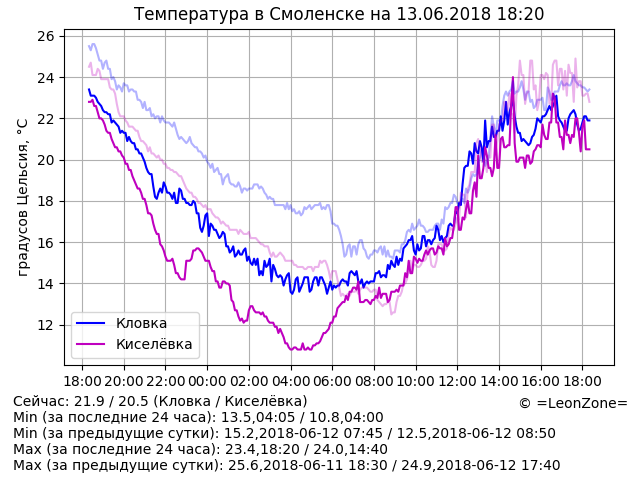 Температура в Смоленске на 13.06.2018 18:20
26
24
22
20
18
16
14
12
градусов Цельсия, °C
Кловка
Киселёвка
18:00 20:00 22:00 00:00 02:00 04:00 06:00 08:00 10:00 12:00 14:00 16:00 18:00
Сейчас: 21.9 / 20.5 (Кловка / Киселёвка)
© =LeonZone=
Min (за последние 24 часа): 13.5,04:05 / 10.8,04:00
Min (за предыдущие сутки): 15.2,2018-06-12 07:45 / 12.5,2018-06-12 08:50
Max (за последние 24 часа): 23.4,18:20 / 24.0,14:40
Max (за предыдущие сутки): 25.6,2018-06-11 18:30 / 24.9,2018-06-12 17:40